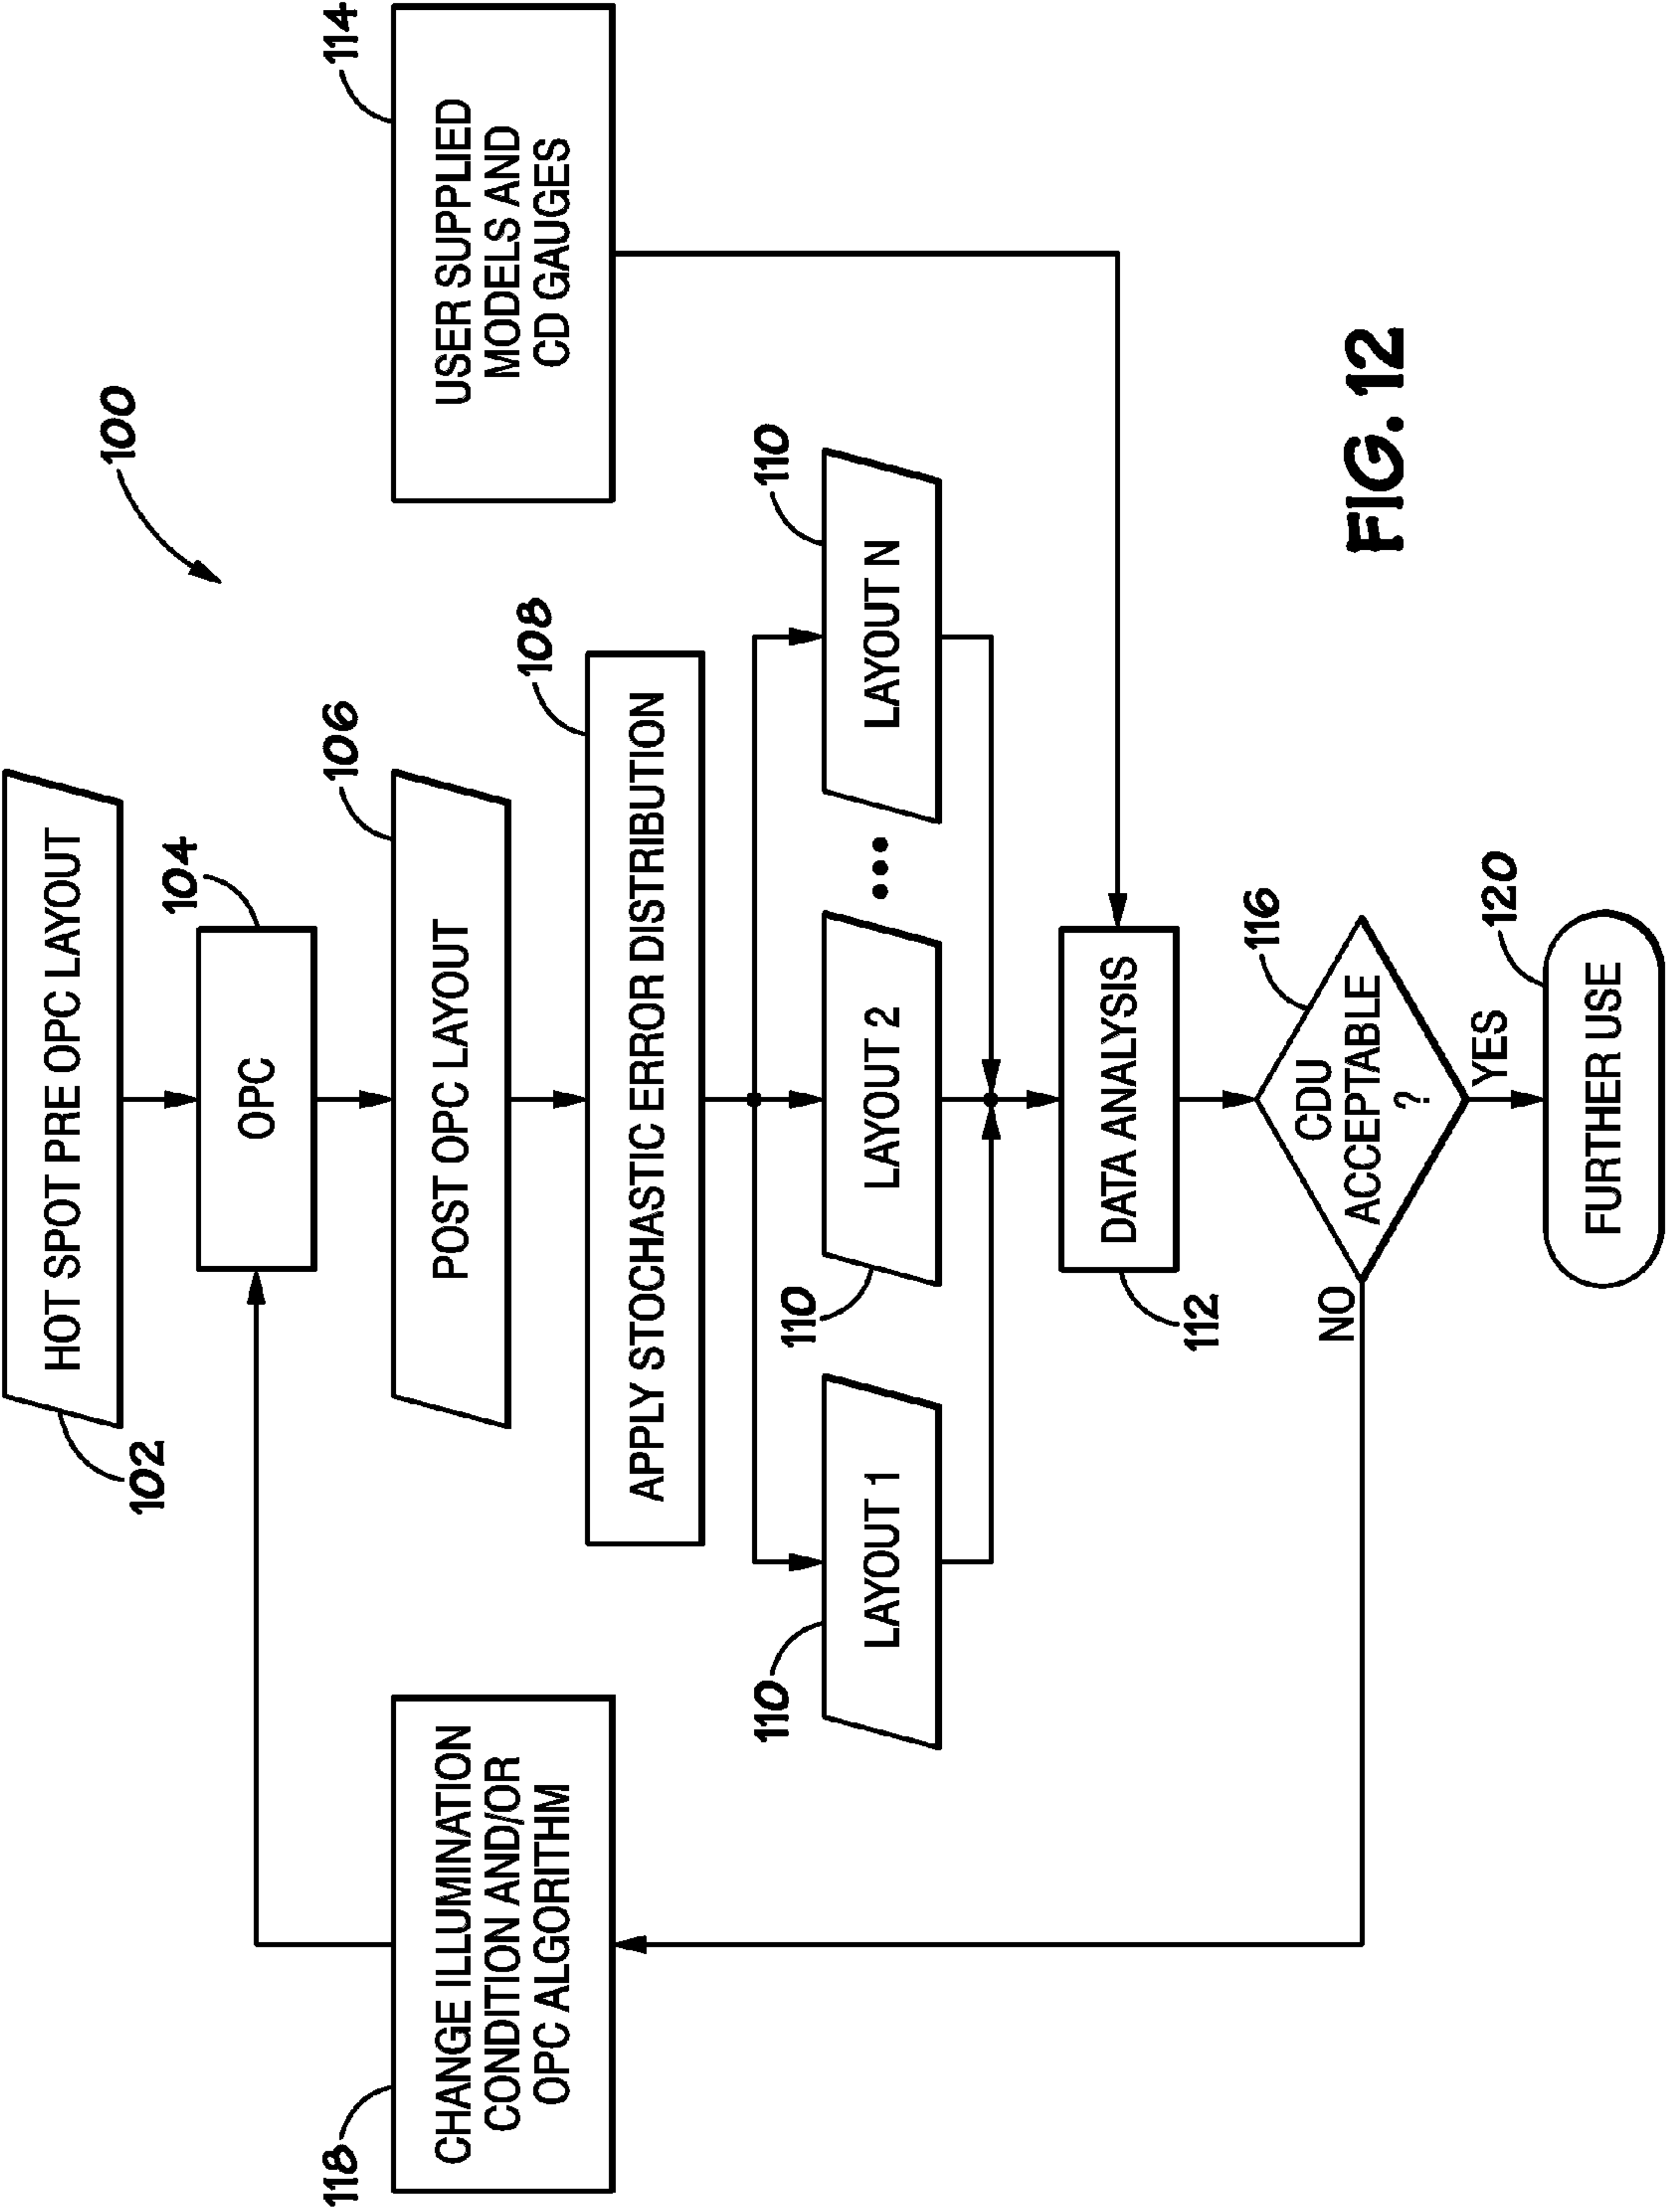 100
HOT SPOT PRE OPC LAYOUT
102
OPC
104
118
CHANGE ILLUMINATION
CONDITION AND/OR
OPC ALGORITHM
POST OPC LAYOUT
106
USER SUPPLIED
MODELS AND
CD GAUGES
114
APPLY STOCHASTIC ERROR DISTRIBUTION
108
110
LAYOUT 1
110
LAYOUT 2
•••
LAYOUT N
110
DATA ANALYSIS
112
CDU
ACCEPTABLE
?
116
NO
YES
FURTHER USE
120
FIG. 12